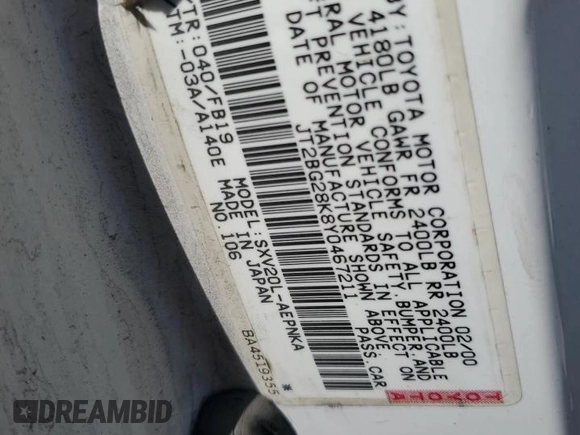 BY: TOYOTA MOTOR CORPORATION 02/00
4180LB GAWR FR 2400LB RR 2400LB
VEHICLE CONFORMS TO ALL APPLICABLE
RAL MOTOR VEHICLE SAFETY, BUMPER, AND
T PREVENTION STANDARDS IN EFFECT ON
DATE OF MANUFACTURE SHOWN ABOVE.
JT2BG28K8Y0467211 PASS.CAR
TR: 040/FB19 MODEL: SXV20L-AEPNKA
TM: -03A/A140E IN JAPAN
NO. 106
BA4519355
*
TOYOTA
DREAMBID